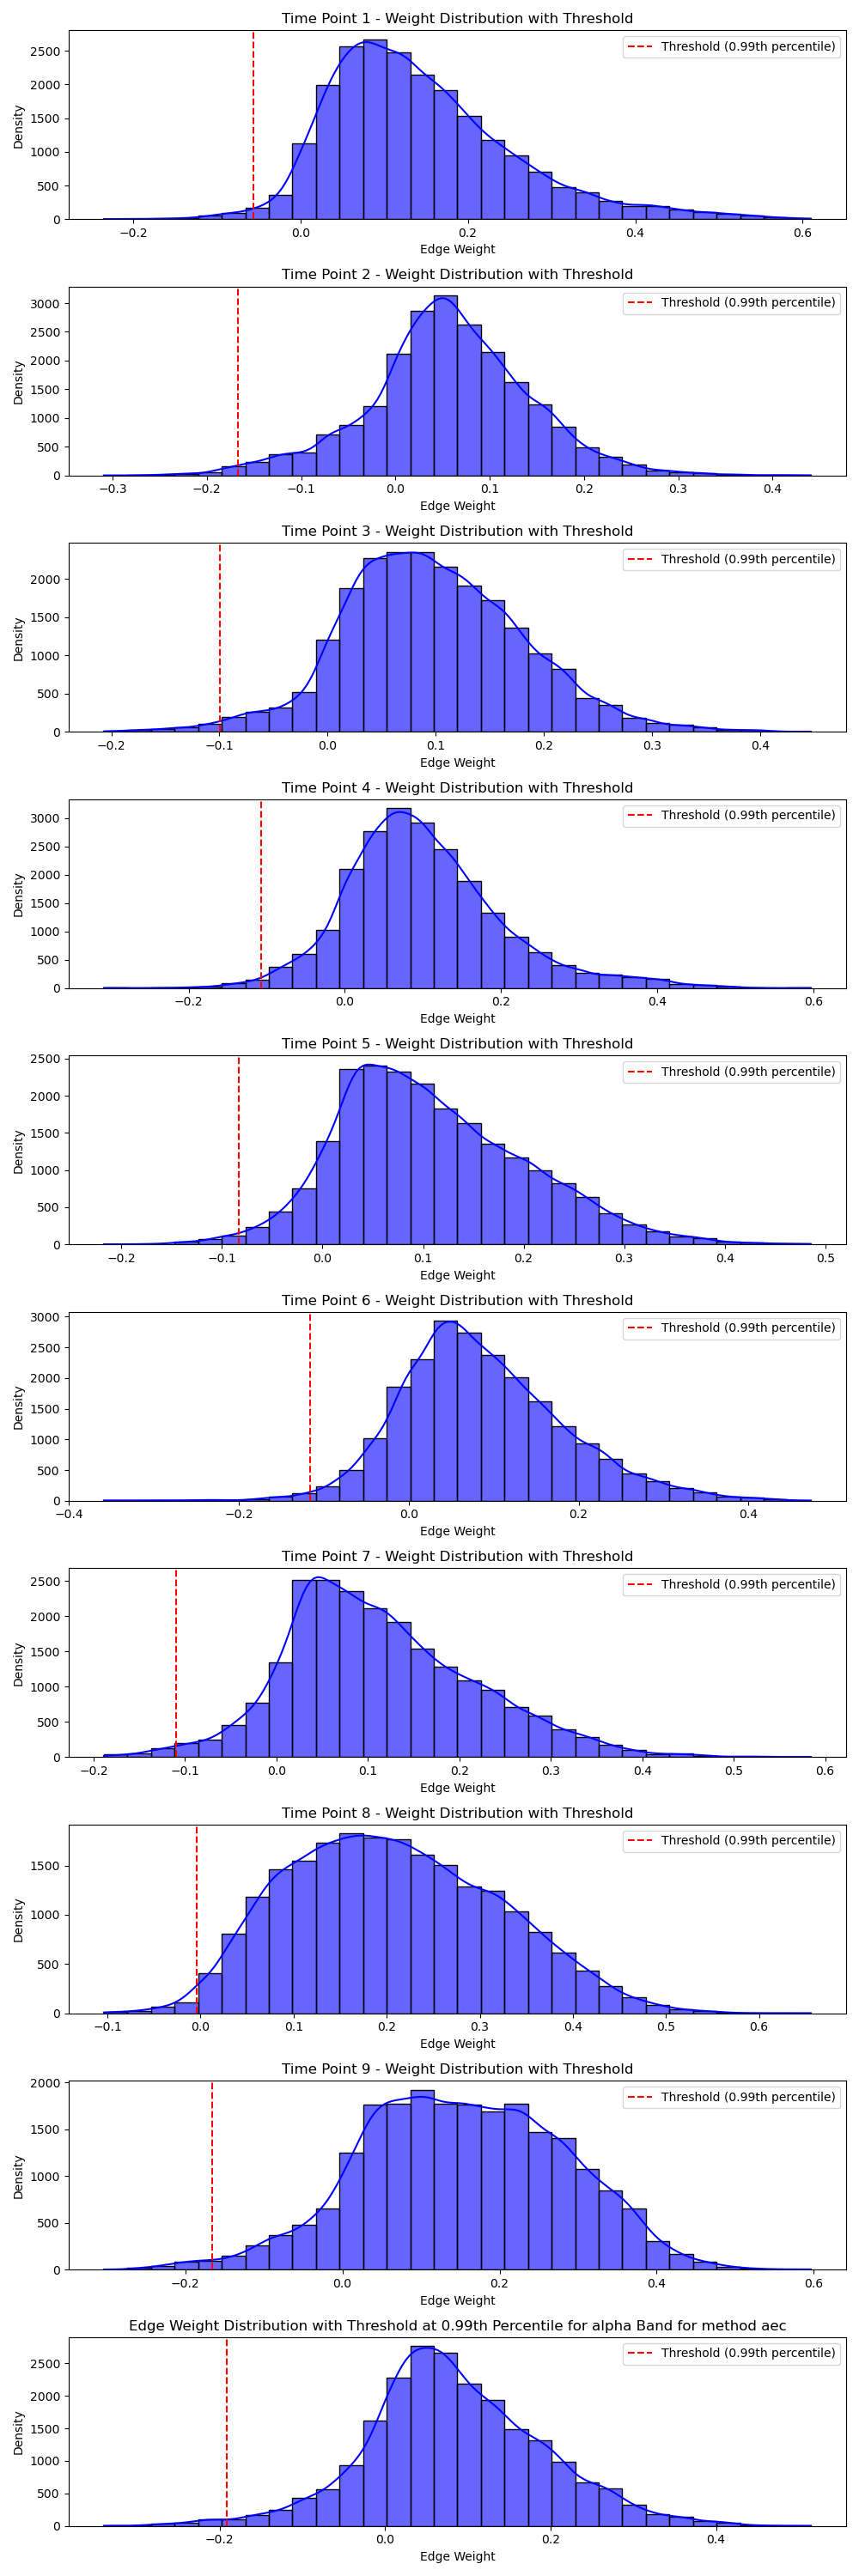 Time Point 1 - Weight Distribution with Threshold
Threshold (0.99th percentile)
Density
2500
2000
1500
1000
500
0
−0.2 0.0 0.2 0.4 0.6
Edge Weight
Time Point 2 - Weight Distribution with Threshold
Threshold (0.99th percentile)
Density
3000
2500
2000
1500
1000
500
0
−0.3 −0.2 −0.1 0.0 0.1 0.2 0.3 0.4
Edge Weight
Time Point 3 - Weight Distribution with Threshold
Threshold (0.99th percentile)
Density
2000
1500
1000
500
0
−0.2 −0.1 0.0 0.1 0.2 0.3 0.4
Edge Weight
Time Point 4 - Weight Distribution with Threshold
Threshold (0.99th percentile)
Density
3000
2500
2000
1500
1000
500
0
−0.2 0.0 0.2 0.4 0.6
Edge Weight
Time Point 5 - Weight Distribution with Threshold
Threshold (0.99th percentile)
Density
2500
2000
1500
1000
500
0
−0.2 −0.1 0.0 0.1 0.2 0.3 0.4 0.5
Edge Weight
Time Point 6 - Weight Distribution with Threshold
Threshold (0.99th percentile)
Density
3000
2500
2000
1500
1000
500
0
−0.4 −0.2 0.0 0.2 0.4
Edge Weight
Time Point 7 - Weight Distribution with Threshold
Threshold (0.99th percentile)
Density
2500
2000
1500
1000
500
0
−0.2 −0.1 0.0 0.1 0.2 0.3 0.4 0.5 0.6
Edge Weight
Time Point 8 - Weight Distribution with Threshold
Threshold (0.99th percentile)
Density
1500
1000
500
0
−0.1 0.0 0.1 0.2 0.3 0.4 0.5 0.6
Edge Weight
Time Point 9 - Weight Distribution with Threshold
Threshold (0.99th percentile)
Density
2000
1500
1000
500
0
−0.2 0.0 0.2 0.4 0.6
Edge Weight
Edge Weight Distribution with Threshold at 0.99th Percentile for alpha Band for method aec
Threshold (0.99th percentile)
Density
2500
2000
1500
1000
500
0
−0.2 0.0 0.2 0.4
Edge Weight